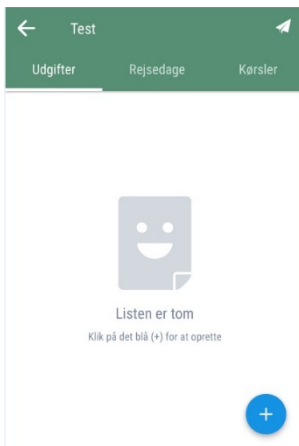 Test
Udgifter Rejsedage Kørsler
Listen er tom
Klik på det blå (+) for at oprette